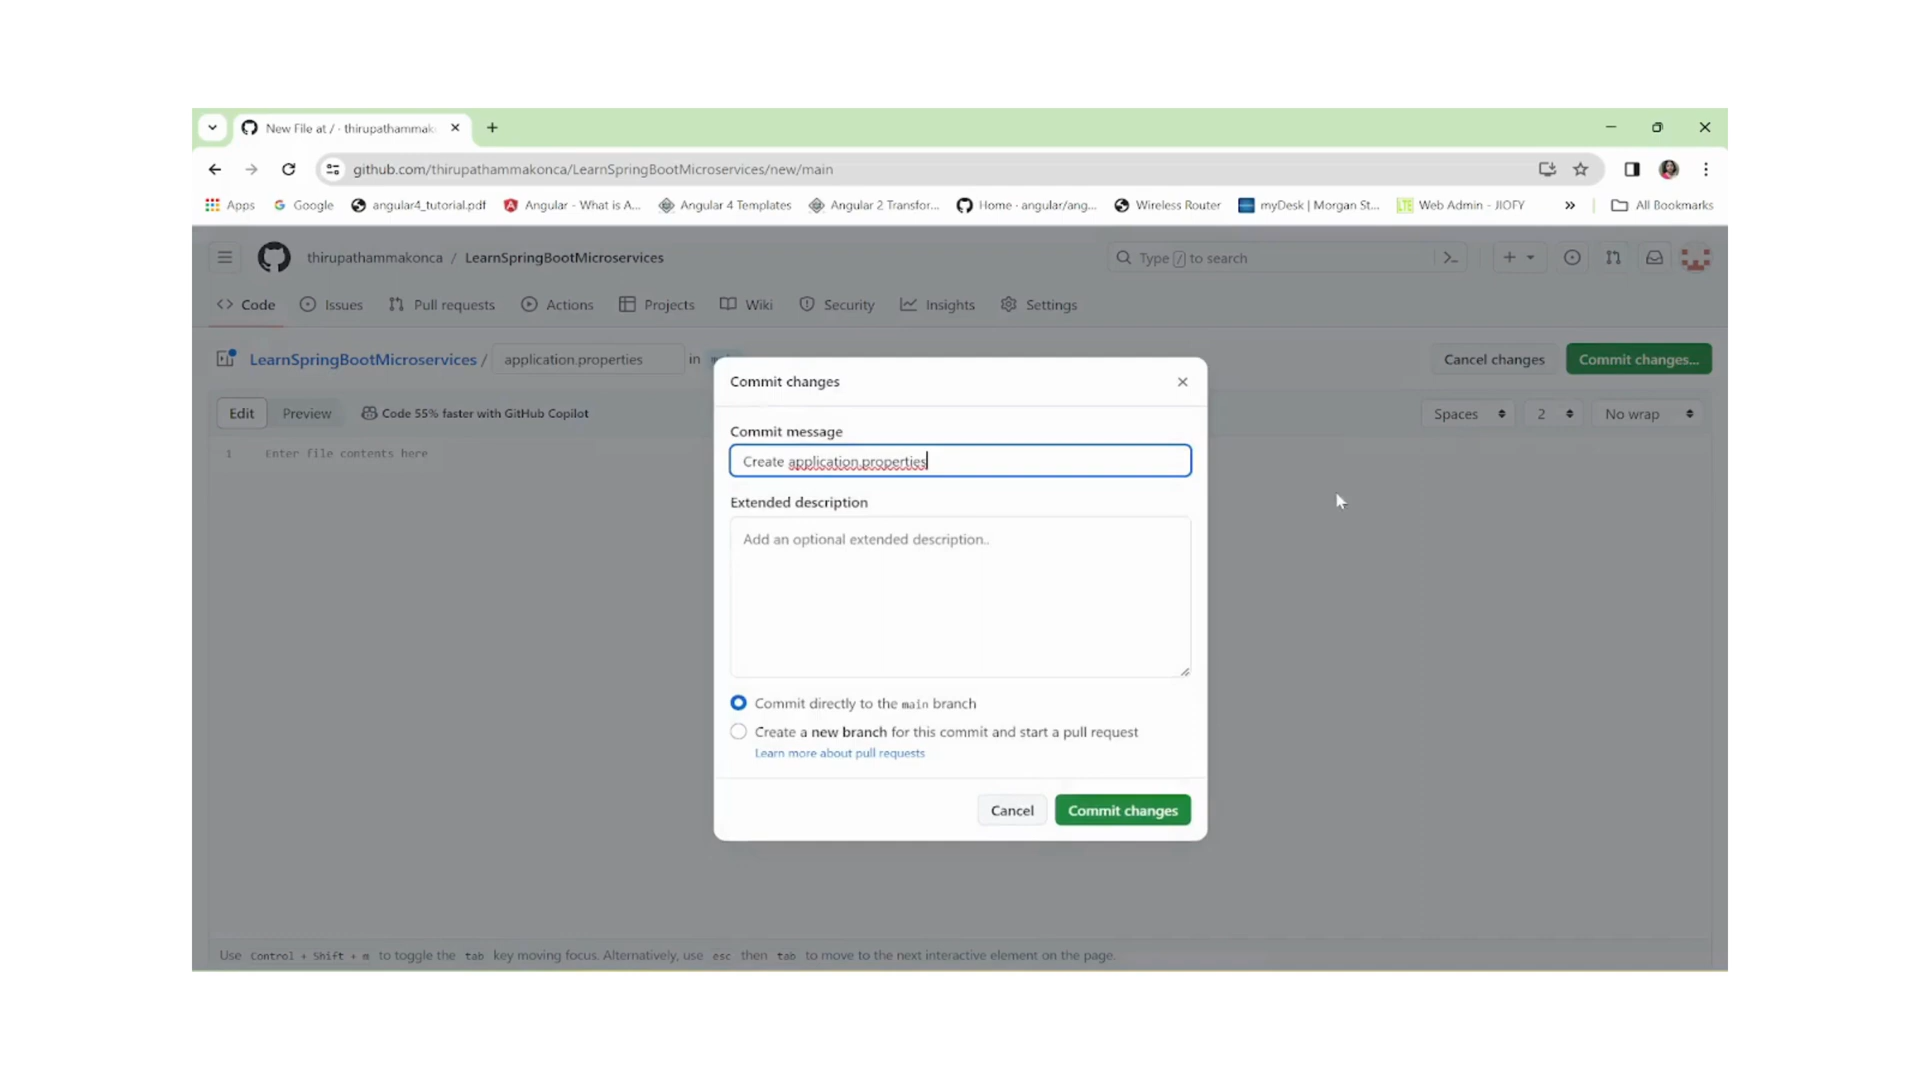 New File at / · thirupathammak
github.com/thirupathammakonca/LearnSpringBootMicroservices/new/main
Apps Google angular4_tutorial.pdf Angular - What is A... Angular 4 Templates Angular 2 Transfor... Home · angular/ang... Wireless Router myDesk | Morgan St... LTE Web Admin - JIOFY » All Bookmarks
thirupathammakonca / LearnSpringBootMicroservices Type / to search
Code Issues Pull requests Actions Projects Wiki Security Insights Settings
LearnSpringBootMicroservices / application.properties in Cancel changes Commit changes...
Edit Preview Code 55% faster with GitHub Copilot Spaces 2 No wrap
1 Enter file contents here
Commit changes
Commit message
Create application.properties
Extended description
Add an optional extended description..
Commit directly to the main branch
Create a new branch for this commit and start a pull request
Learn more about pull requests
Cancel Commit changes
Use Control + Shift + m to toggle the tab key moving focus. Alternatively, use esc then tab to move to the next interactive element on the page.